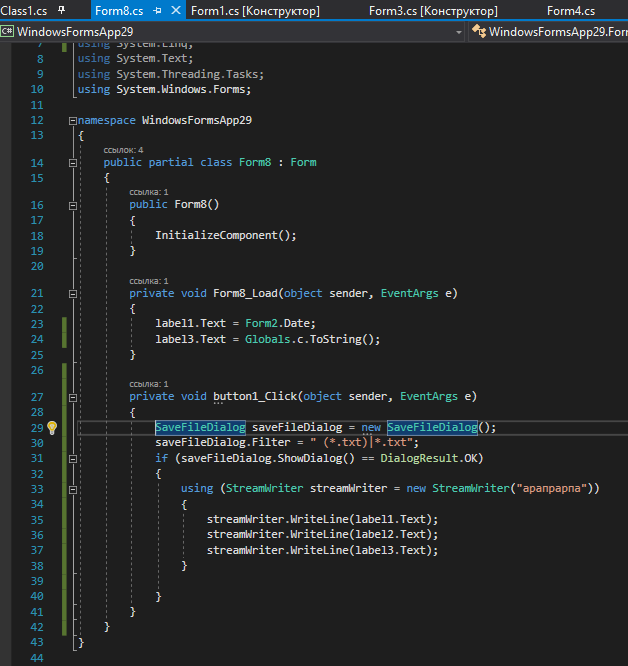 Class1.cs Form8.cs Form1.cs [Конструктор] Form3.cs [Конструктор] Form4.cs
C# WindowsFormsApp29 WindowsFormsApp29.For
7 using System.Linq;
8 using System.Text;
9 using System.Threading.Tasks;
10 using System.Windows.Forms;
11
12 namespace WindowsFormsApp29
13 {
ссылок: 4
14 public partial class Form8 : Form
15 {
ссылка: 1
16 public Form8()
17 {
18 InitializeComponent();
19 }
20
ссылка: 1
21 private void Form8_Load(object sender, EventArgs e)
22 {
23 label1.Text = Form2.Date;
24 label3.Text = Globals.c.ToString();
25 }
26
ссылка: 1
27 private void button1_Click(object sender, EventArgs e)
28 {
29 SaveFileDialog saveFileDialog = new SaveFileDialog();
30 saveFileDialog.Filter = " (*.txt)|*.txt";
31 if (saveFileDialog.ShowDialog() == DialogResult.OK)
32 {
33 using (StreamWriter streamWriter = new StreamWriter("арапрарпа"))
34 {
35 streamWriter.WriteLine(label1.Text);
36 streamWriter.WriteLine(label2.Text);
37 streamWriter.WriteLine(label3.Text);
38 }
39
40 }
41 }
42 }
43 }
44